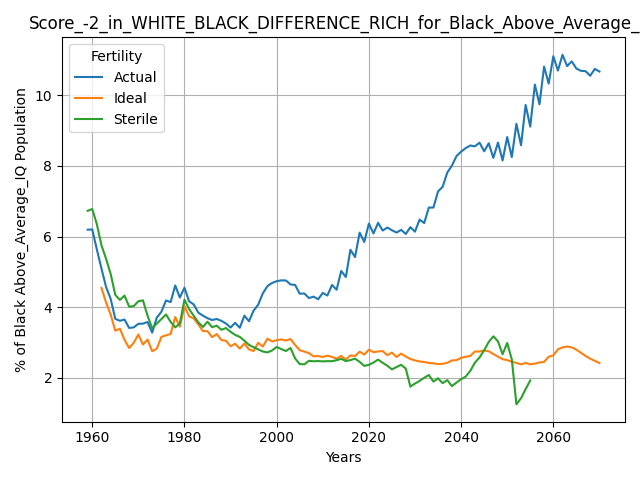 Score_-2_in_WHITE_BLACK_DIFFERENCE_RICH_for_Black_Above_Average_
Fertility
Actual
Ideal
Sterile
% of Black Above_Average_IQ Population
10
8
6
4
2
1960
1980
2000
2020
2040
2060
Years